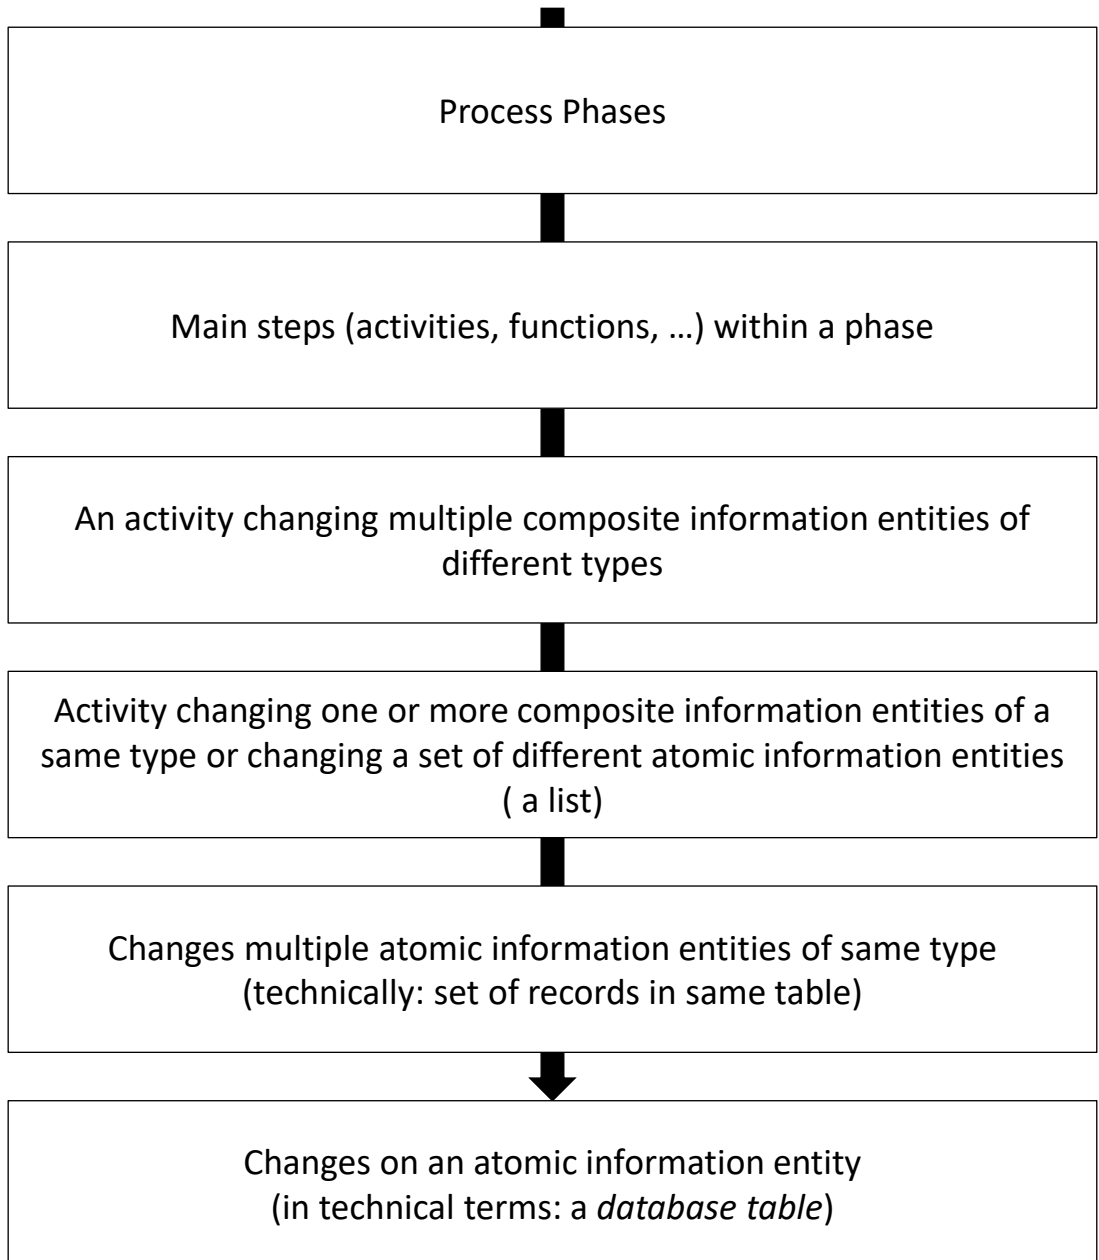 Process Phases
Main steps (activities, functions, …) within a phase
An activity changing multiple composite information entities of
different types
Activity changing one or more composite information entities of a
same type or changing a set of different atomic information entities
( a list)
Changes multiple atomic information entities of same type
(technically: set of records in same table)
Changes on an atomic information entity
(in technical terms: a database table)